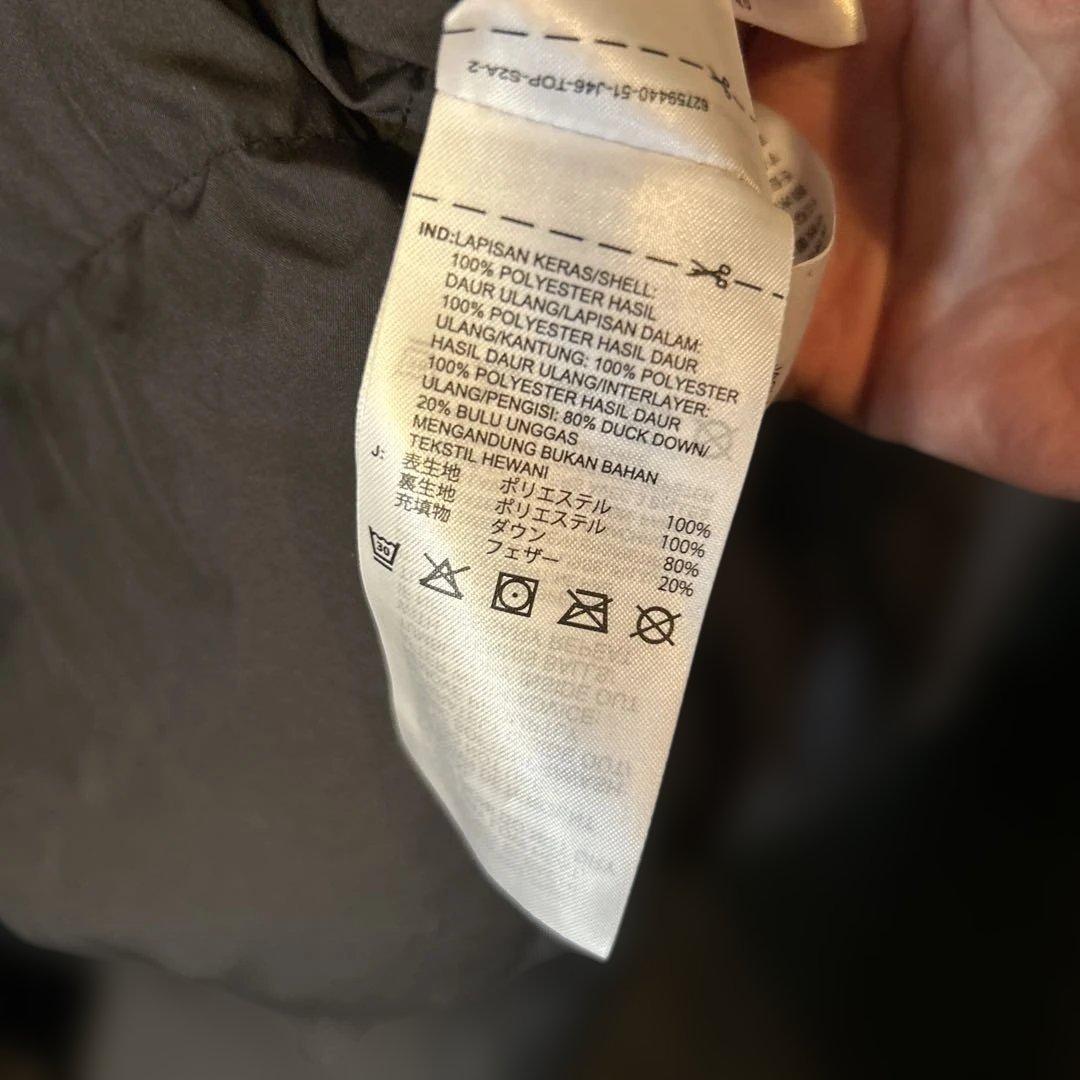 62759440-51-J46-TOP-S2A-2
IND:LAPISAN KERAS/SHELL:
100% POLYESTER HASIL
DAUR ULANG/LAPISAN DALAM:
100% POLYESTER HASIL DAUR
ULANG/KANTUNG: 100% POLYESTER
HASIL DAUR ULANG/INTERLAYER:
100% POLYESTER HASIL DAUR
ULANG/PENGISI: 80% DUCK DOWN/
20% BULU UNGGAS
MENGANDUNG BUKAN BAHAN
TEKSTIL HEWANI
J: 表生地 ポリエステル 100%
裏生地 ポリエステル 100%
充填物 ダウン 80%
フェザー 20%
30